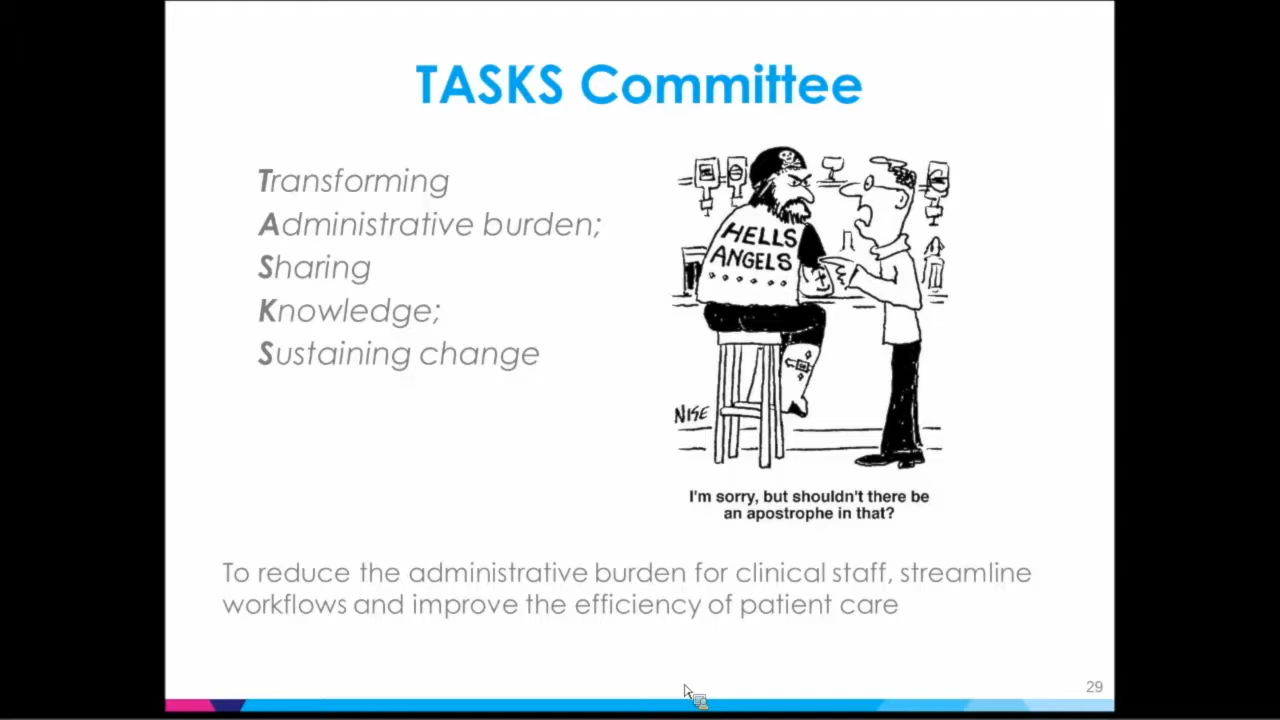 TASKS Committee
Transforming
Administrative burden;
Sharing
Knowledge;
Sustaining change
HELLS
ANGELS
NISE
I'm sorry, but shouldn't there be
an apostrophe in that?
To reduce the administrative burden for clinical staff, streamline
workflows and improve the efficiency of patient care
29